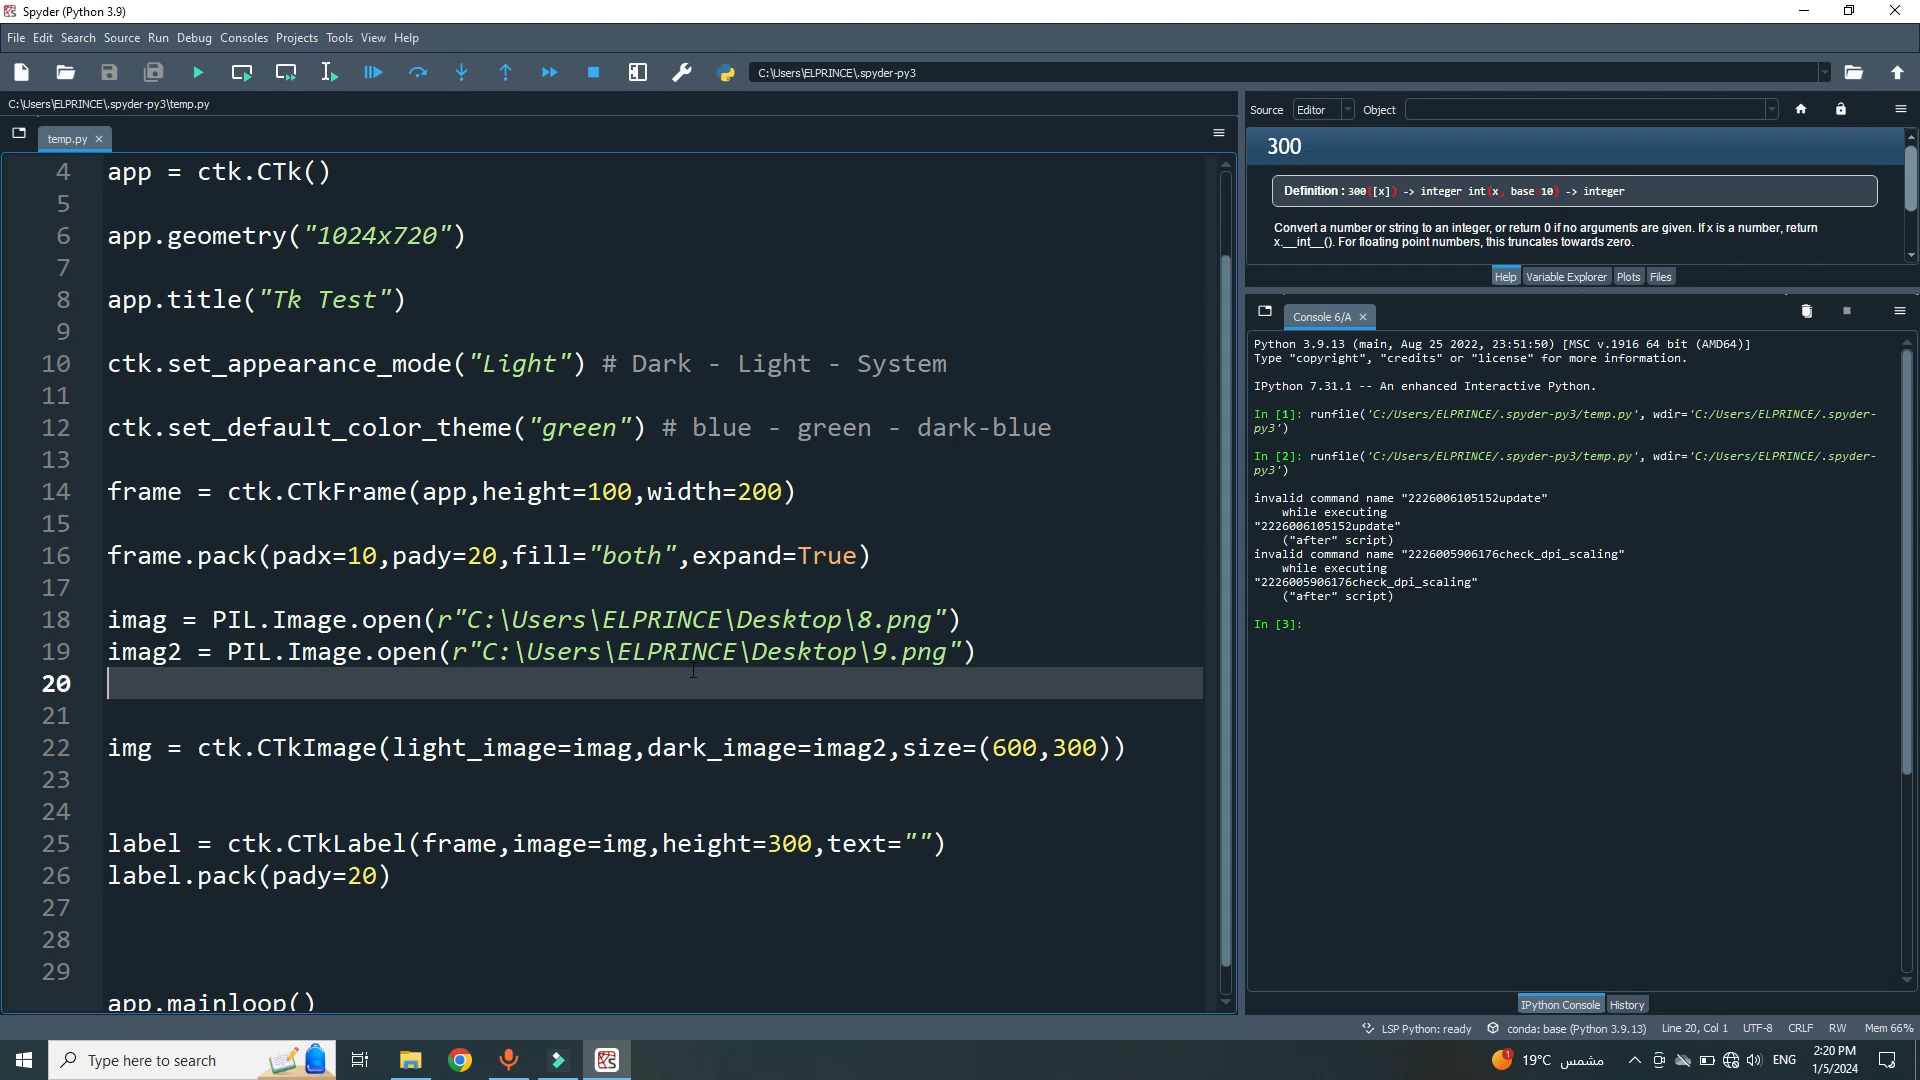 Spyder (Python 3.9)
File Edit Search Source Run Debug Consoles Projects Tools View Help
C:\Users\ELPRINCE\.spyder-py3
C:\Users\ELPRINCE\.spyder-py3\temp.py
temp.py
4 app = ctk.CTk()
5
6 app.geometry("1024x720")
7
8 app.title("Tk Test")
9
10 ctk.set_appearance_mode("Light") # Dark - Light - System
11
12 ctk.set_default_color_theme("green") # blue - green - dark-blue
13
14 frame = ctk.CTkFrame(app,height=100,width=200)
15
16 frame.pack(padx=10,pady=20,fill="both",expand=True)
17
18 imag = PIL.Image.open(r"C:\Users\ELPRINCE\Desktop\8.png")
19 imag2 = PIL.Image.open(r"C:\Users\ELPRINCE\Desktop\9.png")
20
21
22 img = ctk.CTkImage(light_image=imag,dark_image=imag2,size=(600,300))
23
24
25 label = ctk.CTkLabel(frame,image=img,height=300,text="")
26 label.pack(pady=20)
27
28
29
app.mainloop()
Source Editor Object
300
Definition : 300([x]) -> integer int(x, base=10) -> integer
Convert a number or string to an integer, or return 0 if no arguments are given. If x is a number, return
x.__int__(). For floating point numbers, this truncates towards zero.
Help Variable Explorer Plots Files
Console 6/A
Python 3.9.13 (main, Aug 25 2022, 23:51:50) [MSC v.1916 64 bit (AMD64)]
Type "copyright", "credits" or "license" for more information.
IPython 7.31.1 -- An enhanced Interactive Python.
In [1]: runfile('C:/Users/ELPRINCE/.spyder-py3/temp.py', wdir='C:/Users/ELPRINCE/.spyder-
py3')
In [2]: runfile('C:/Users/ELPRINCE/.spyder-py3/temp.py', wdir='C:/Users/ELPRINCE/.spyder-
py3')
invalid command name "2226006105152update"
while executing
"2226006105152update"
("after" script)
invalid command name "2226005906176check_dpi_scaling"
while executing
"2226005906176check_dpi_scaling"
("after" script)
In [3]:
IPython Console History
LSP Python: ready conda: base (Python 3.9.13) Line 20, Col 1 UTF-8 CRLF RW Mem 66%
Type here to search
1 19°C مشمس ENG 2:20 PM
1/5/2024